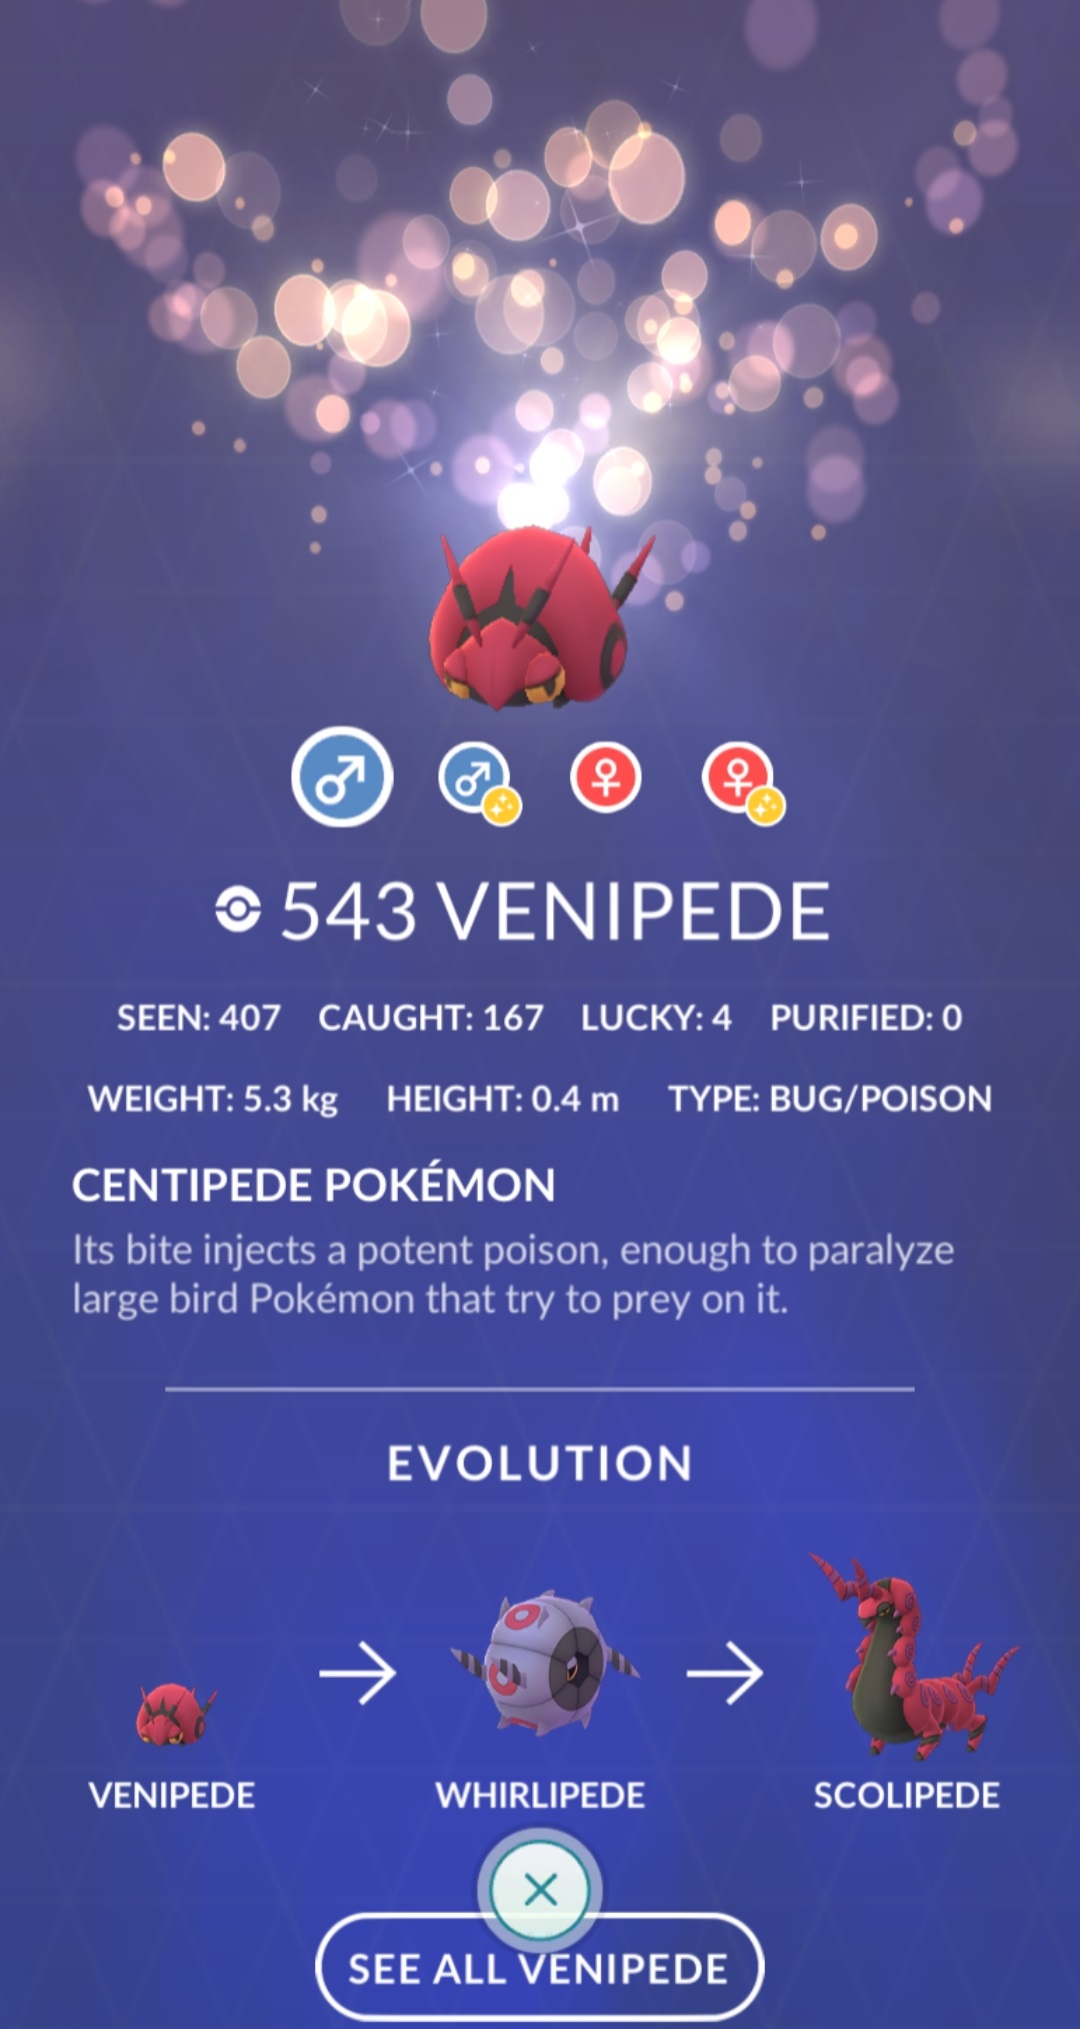 543 VENIPEDE
SEEN: 407 CAUGHT: 167 LUCKY: 4 PURIFIED: 0
WEIGHT: 5.3 kg HEIGHT: 0.4 m TYPE: BUG/POISON
CENTIPEDE POKÉMON
Its bite injects a potent poison, enough to paralyze
large bird Pokémon that try to prey on it.
EVOLUTION
VENIPEDE WHIRLIPEDE SCOLIPEDE
SEE ALL VENIPEDE